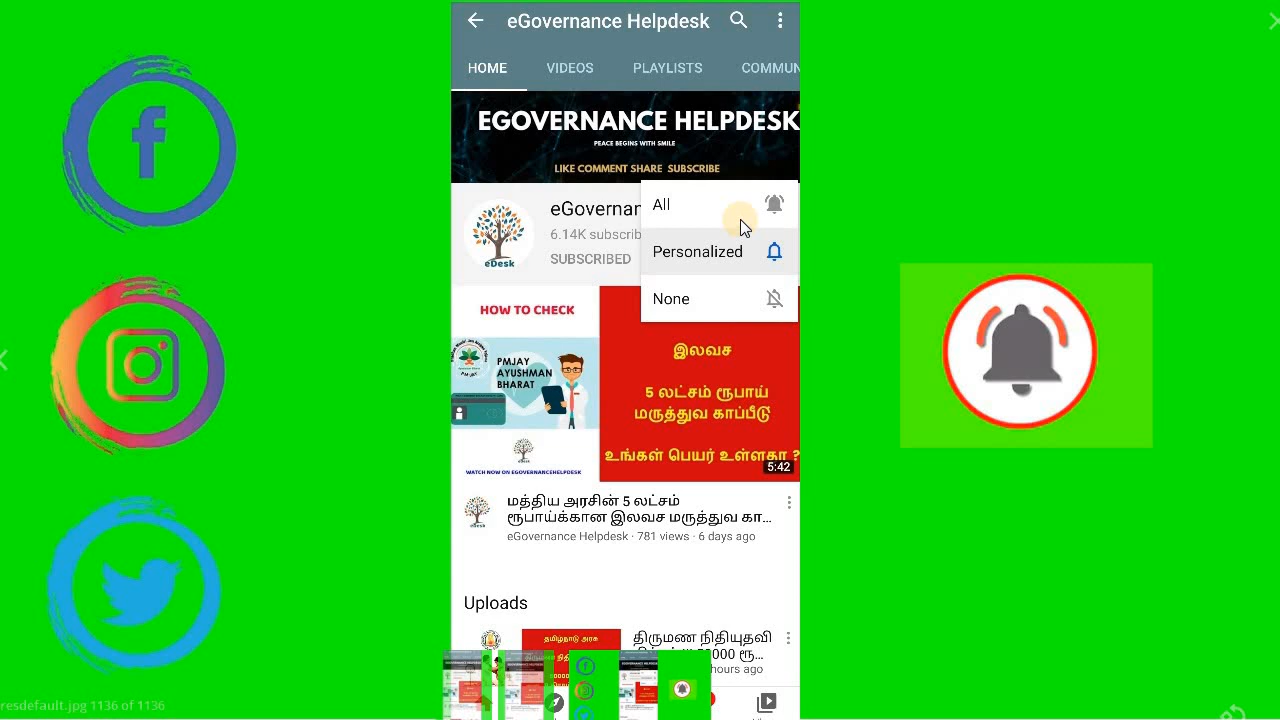 eGovernance Helpdesk
HOME VIDEOS PLAYLISTS COMMUN
EGOVERNANCE HELPDESK
PEACE BEGINS WITH SMILE
LIKE COMMENT SHARE SUBSCRIBE
eGovernan
6.14K subscrib
SUBSCRIBED
eDesk
All
Personalized
None
HOW TO CHECK
PMJAY
AYUSHMAN
BHARAT
WATCH NOW ON EGOVERNANCEHELPDESK
இலவச
5 லட்சம் ரூபாய்
மருத்துவ காப்பீடு
உங்கள் பெயர் உள்ளதா ?
5:42
eDesk
மத்திய அரசின் 5 லட்சம்
ரூபாய்க்கான இலவச மருத்துவ கா...
eGovernance Helpdesk · 781 views · 6 days ago
Uploads
தமிழ்நாடு அரசு
திருமண நிதியுதவி
hours ago
resdefault.jpg 1136 of 1136